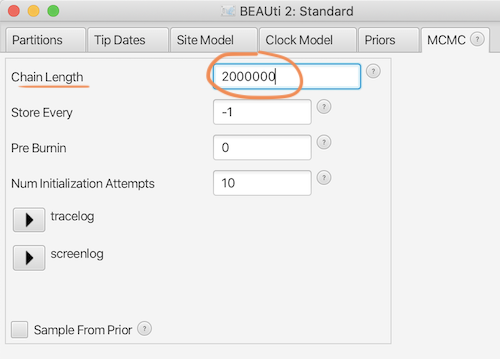 BEAUti 2: Standard
Partitions Tip Dates Site Model Clock Model Priors MCMC ?
Chain Length 2000000 ?
Store Every -1 ?
Pre Burnin 0 ?
Num Initialization Attempts 10 ?
tracelog
screenlog
Sample From Prior ?